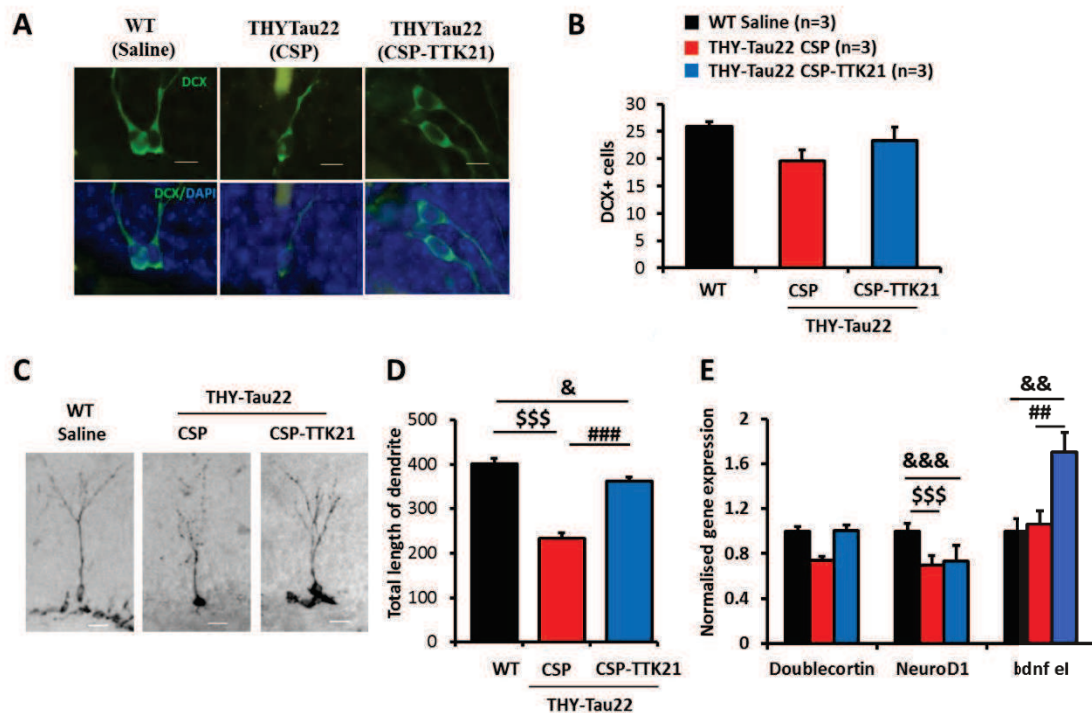 A
WT
(Saline)
THYTau22
(CSP)
THYTau22
(CSP-TTK21)
DCX
DCX/DAPI
B
WT Saline (n=3)
THY-Tau22 CSP (n=3)
THY-Tau22 CSP-TTK21 (n=3)
DCX+ cells
30
25
20
15
10
5
0
WT
CSP
CSP-TTK21
THY-Tau22
C
WT
Saline
THY-Tau22
CSP
CSP-TTK21
D
Total length of dendrite
500
400
300
200
100
0
&
$$$
###
WT
CSP
CSP-TTK21
THY-Tau22
E
Normalised gene expression
2
1.6
1.2
0.8
0.4
0
&&&
$$$
&&
##
Doublecortin
NeuroD1
bdnf eI